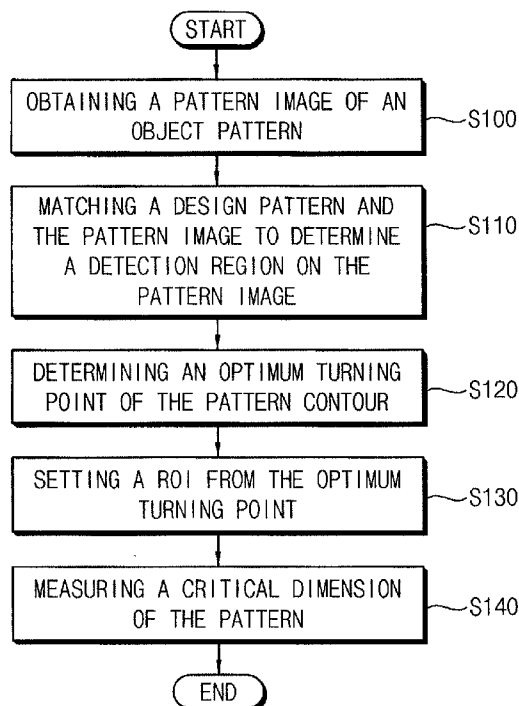 START
OBTAINING A PATTERN IMAGE OF AN
OBJECT PATTERN
S100
MATCHING A DESIGN PATTERN AND
THE PATTERN IMAGE TO DETERMINE
A DETECTION REGION ON THE
PATTERN IMAGE
S110
DETERMINING AN OPTIMUM TURNING
POINT OF THE PATTERN CONTOUR
S120
SETTING A ROI FROM THE OPTIMUM
TURNING POINT
S130
MEASURING A CRITICAL DIMENSION
OF THE PATTERN
S140
END